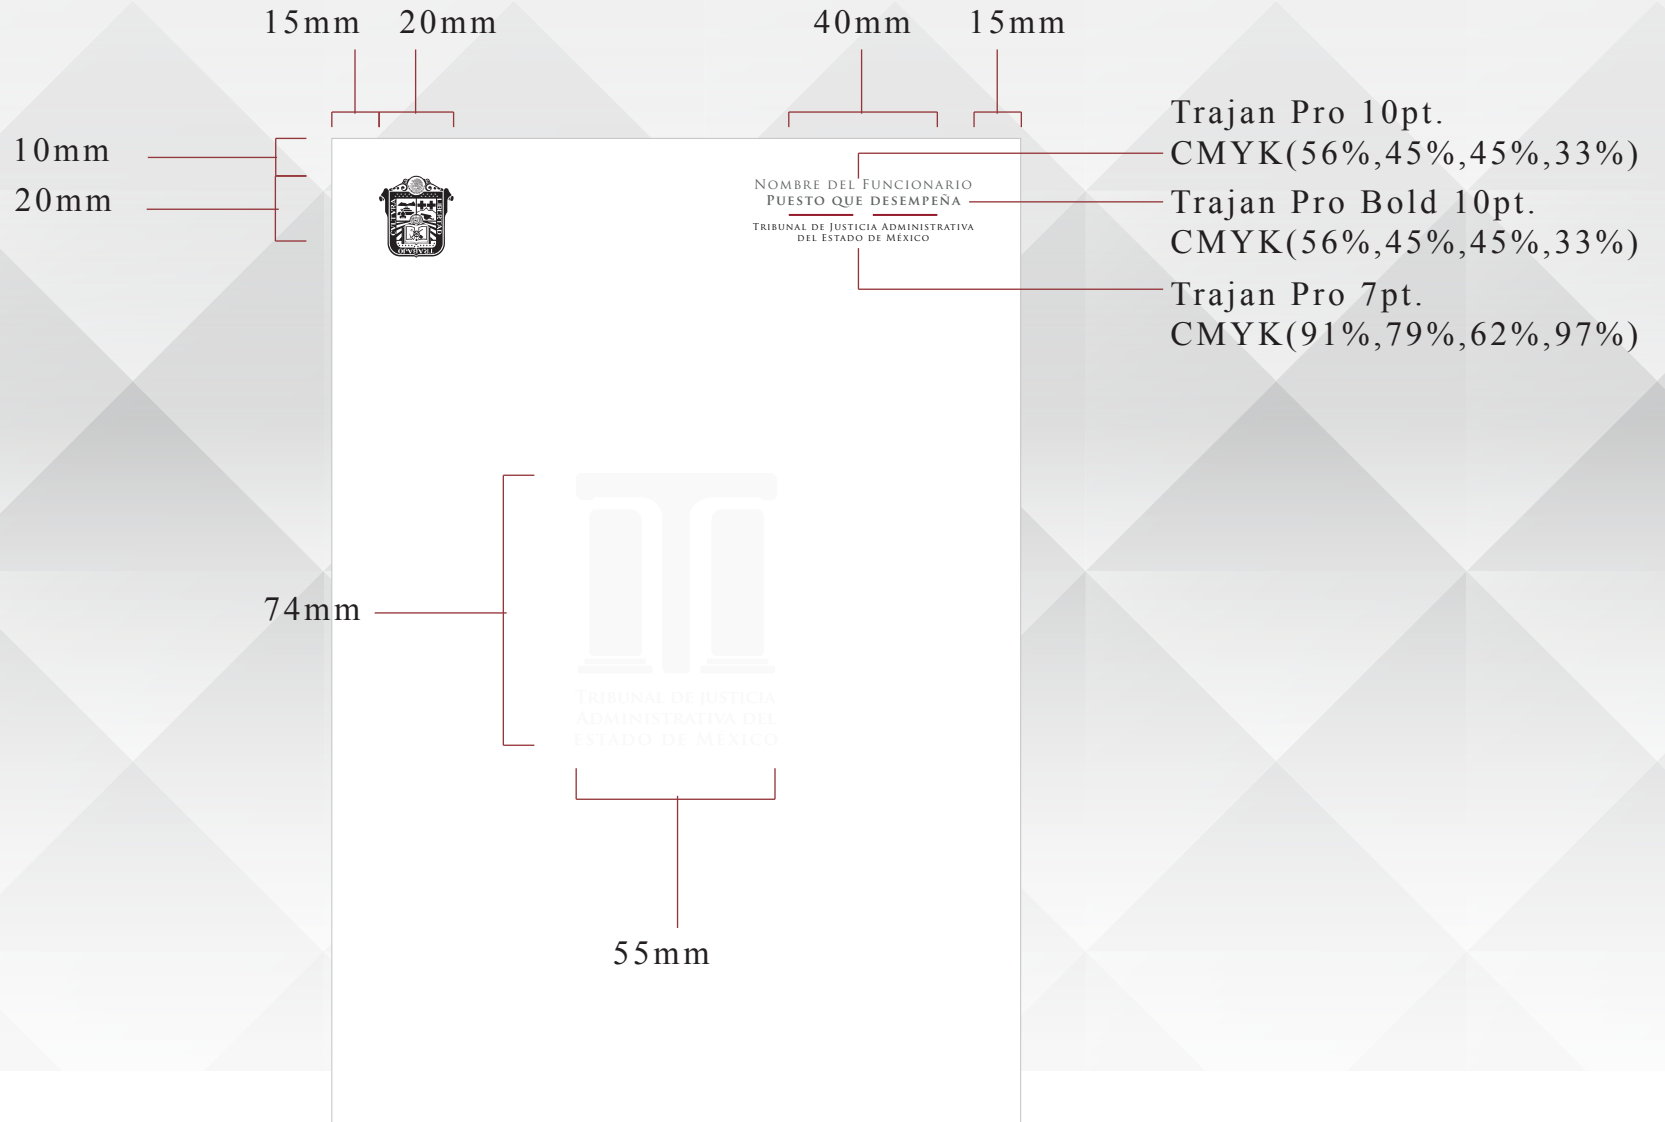 15mm 20mm 40mm 15mm
10mm
20mm
Trajan Pro 10pt.
CMYK(56%,45%,45%,33%)
Trajan Pro Bold 10pt.
CMYK(56%,45%,45%,33%)
Trajan Pro 7pt.
CMYK(91%,79%,62%,97%)
Nombre del Funcionario
Puesto que desempeña
Tribunal de Justicia Administrativa
del Estado de México
LIBERTAD
TRABAJO
74mm
Tribunal de justicia
Administrativa del
estado de México
55mm